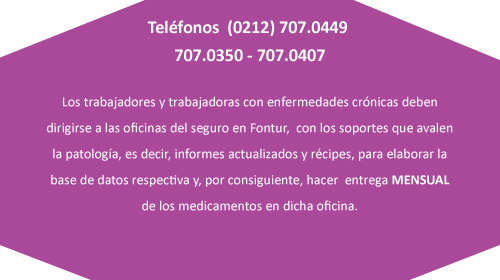 Teléfonos (0212) 707.0449
707.0350 - 707.0407
Los trabajadores y trabajadoras con enfermedades crónicas deben
dirigirse a las oficinas del seguro en Fontur, con los soportes que avalen
la patología, es decir, informes actualizados y récipes, para elaborar la
base de datos respectiva y, por consiguiente, hacer entrega MENSUAL
de los medicamentos en dicha oficina.